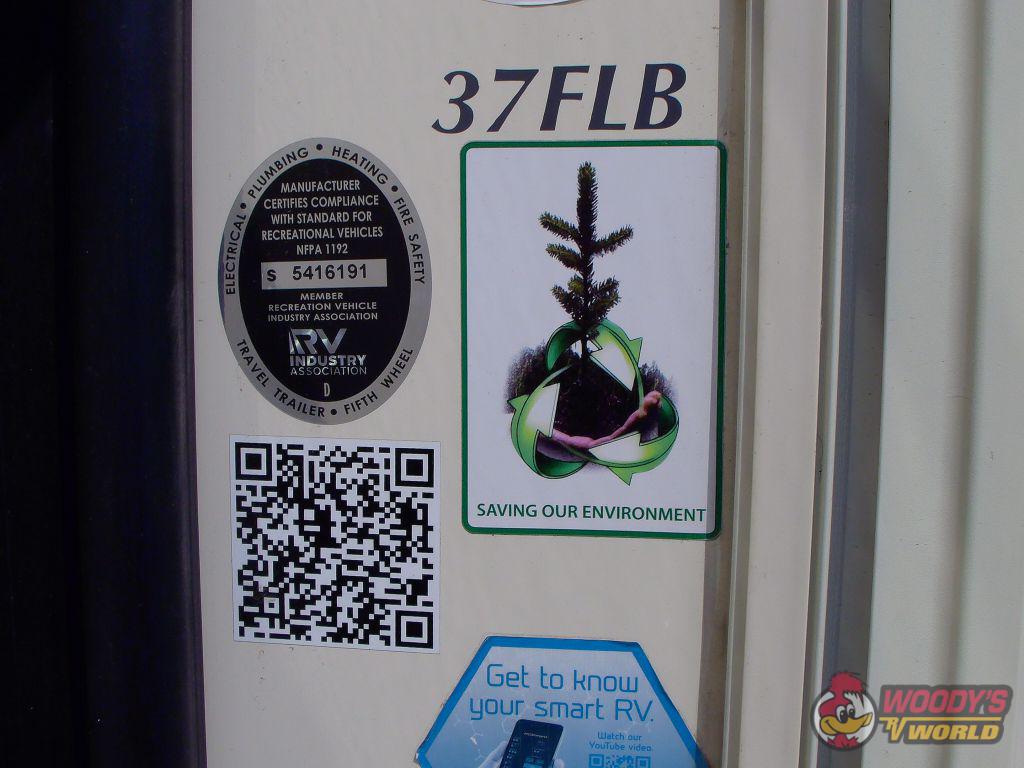 37FLB
ELECTRICAL • PLUMBING • HEATING • FIRE SAFETY
MANUFACTURER
CERTIFIES COMPLIANCE
WITH STANDARD FOR
RECREATIONAL VEHICLES
NFPA 1192
S 5416191
MEMBER
RECREATION VEHICLE
INDUSTRY ASSOCIATION
RV
INDUSTRY
ASSOCIATION
D
TRAVEL TRAILER • FIFTH WHEEL
SAVING OUR ENVIRONMENT
Get to know
your smart RV.
Watch our
YouTube video.
WOODY'S
RV WORLD